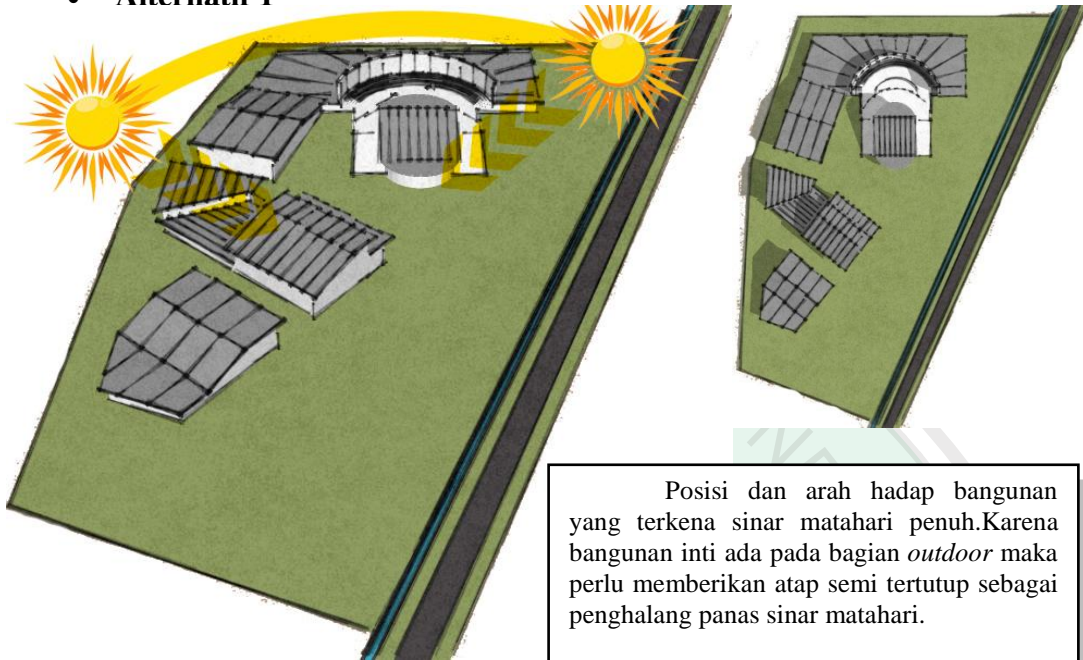 • Alternatif 1
Posisi dan arah hadap bangunan
yang terkena sinar matahari penuh.Karena
bangunan inti ada pada bagian outdoor maka
perlu memberikan atap semi tertutup sebagai
penghalang panas sinar matahari.